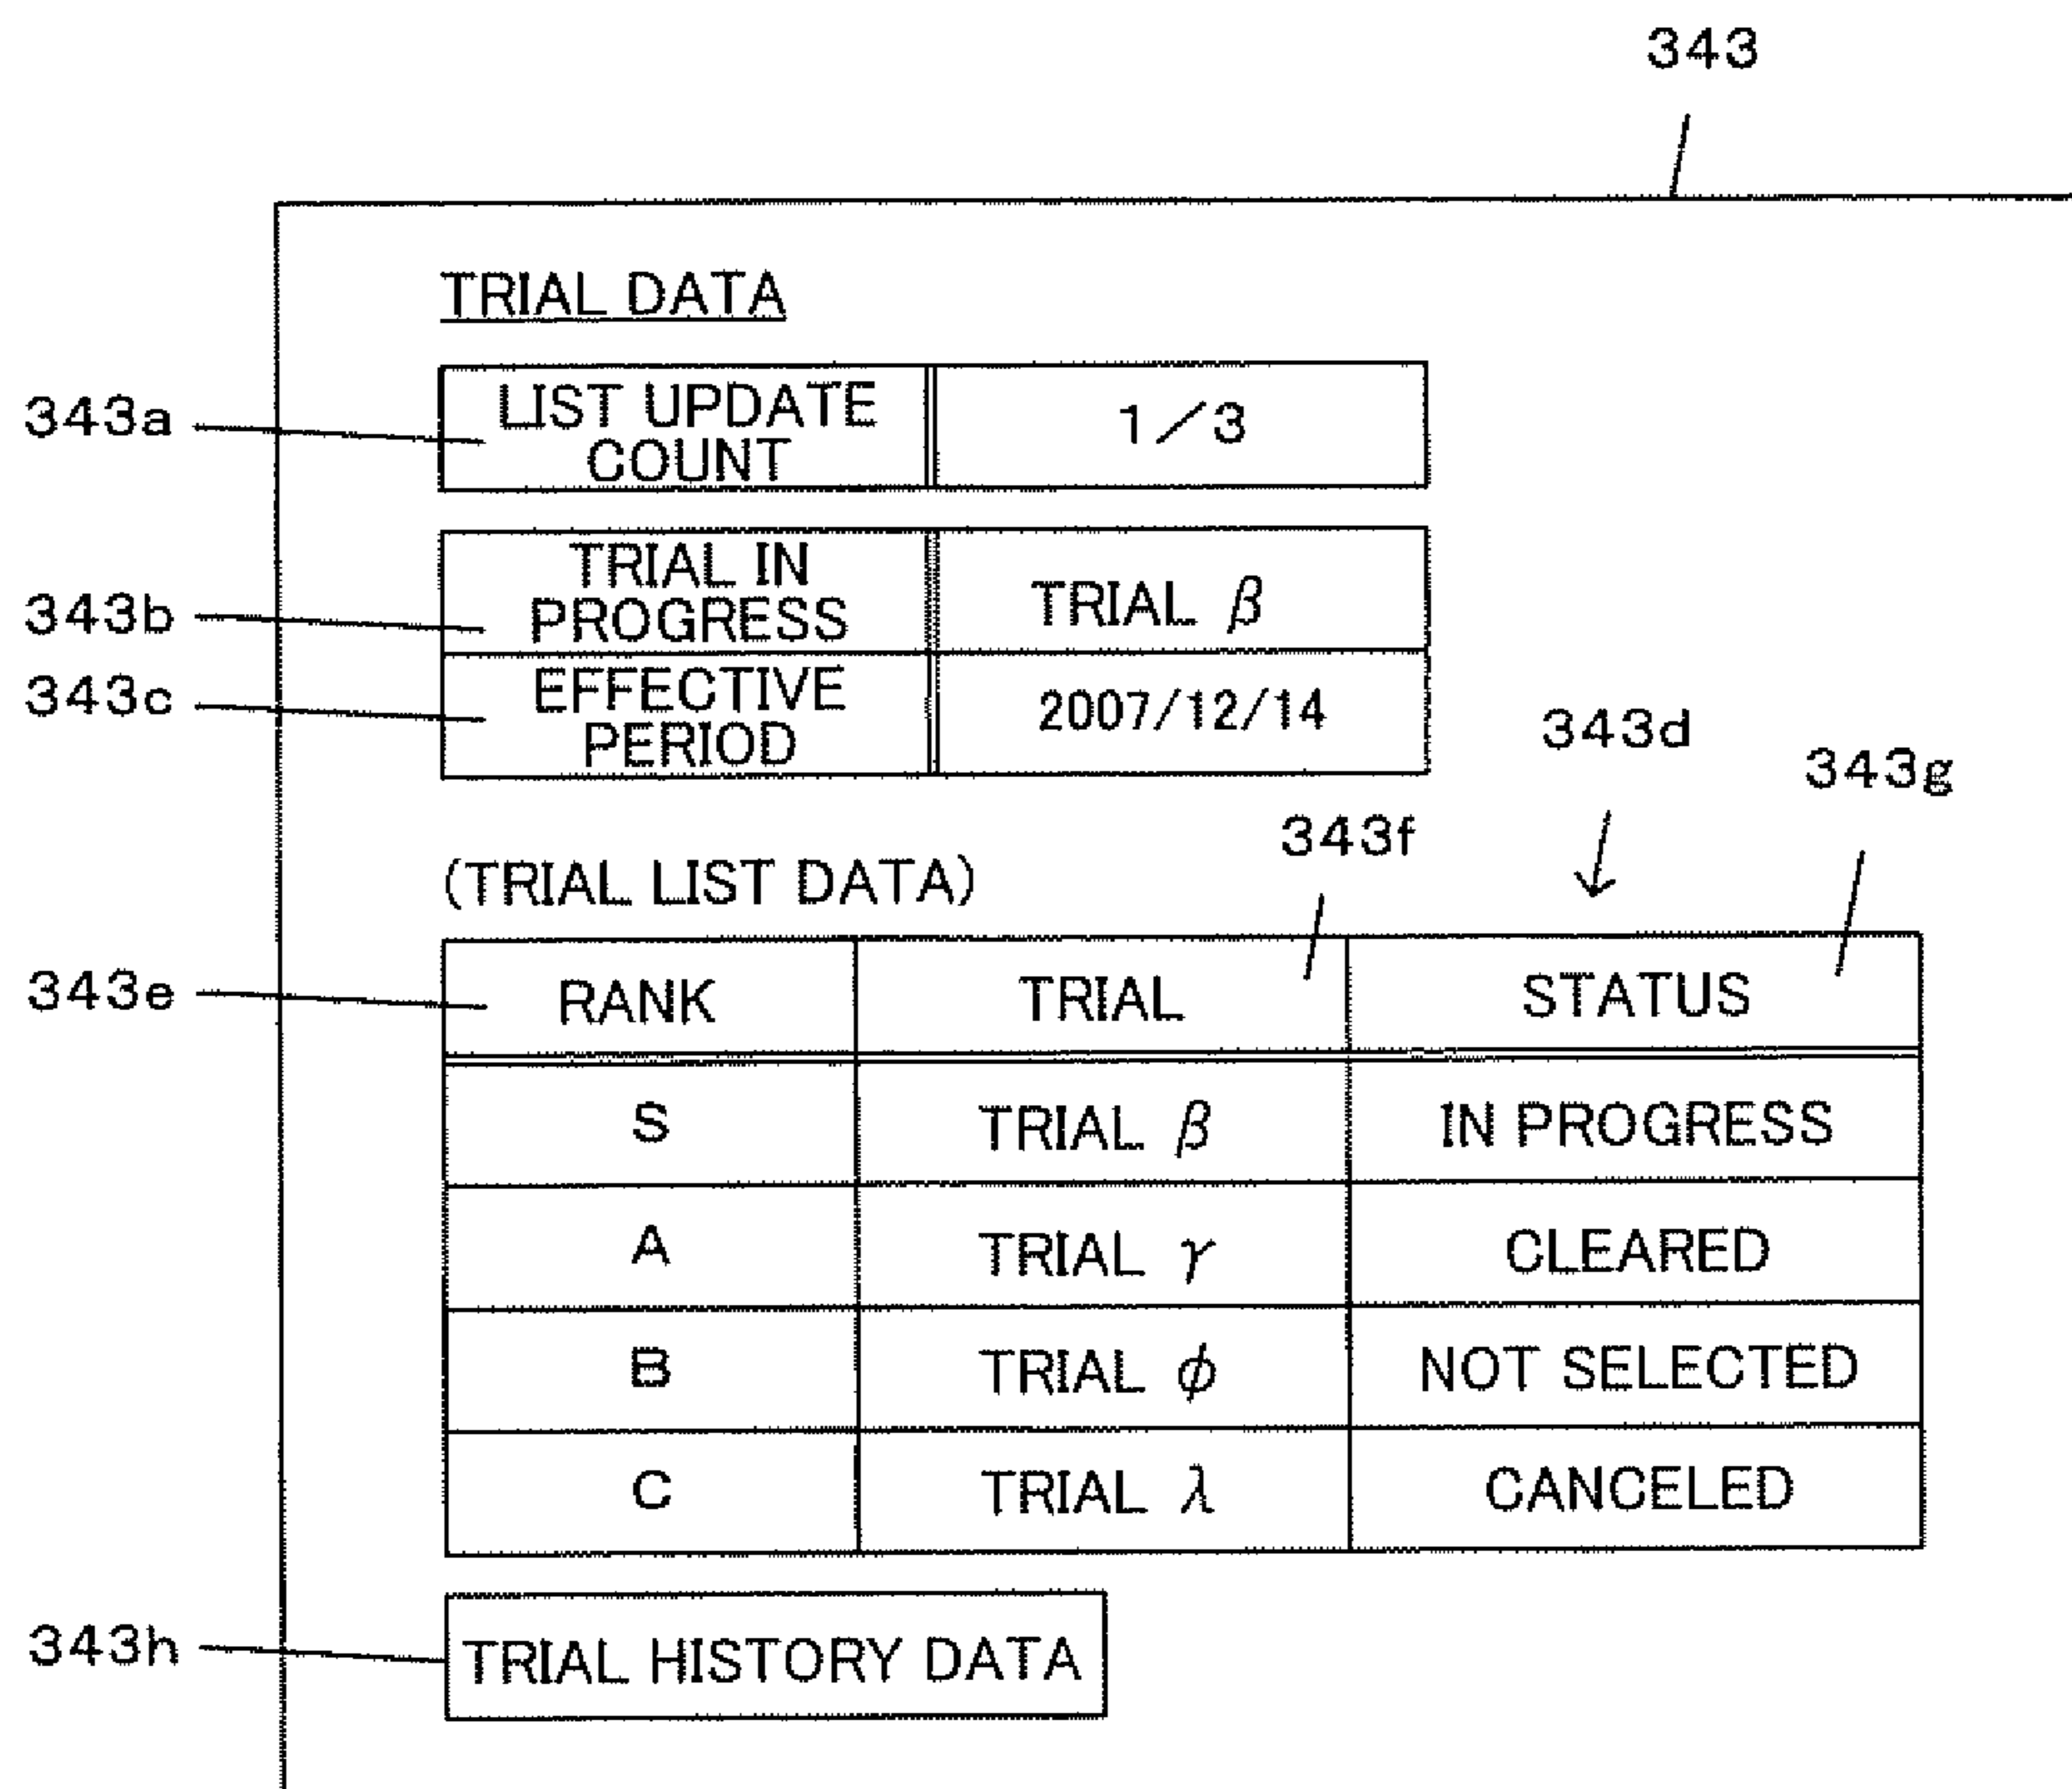 343
TRIAL DATA
343a
LIST UPDATE
COUNT
1/3
343b
TRIAL IN
PROGRESS
TRIAL β
343c
EFFECTIVE
PERIOD
2007/12/14
343d
343g
343f
(TRIAL LIST DATA)
343e
RANK TRIAL STATUS
S TRIAL β IN PROGRESS
A TRIAL γ CLEARED
B TRIAL ϕ NOT SELECTED
C TRIAL λ CANCELED
343h
TRIAL HISTORY DATA